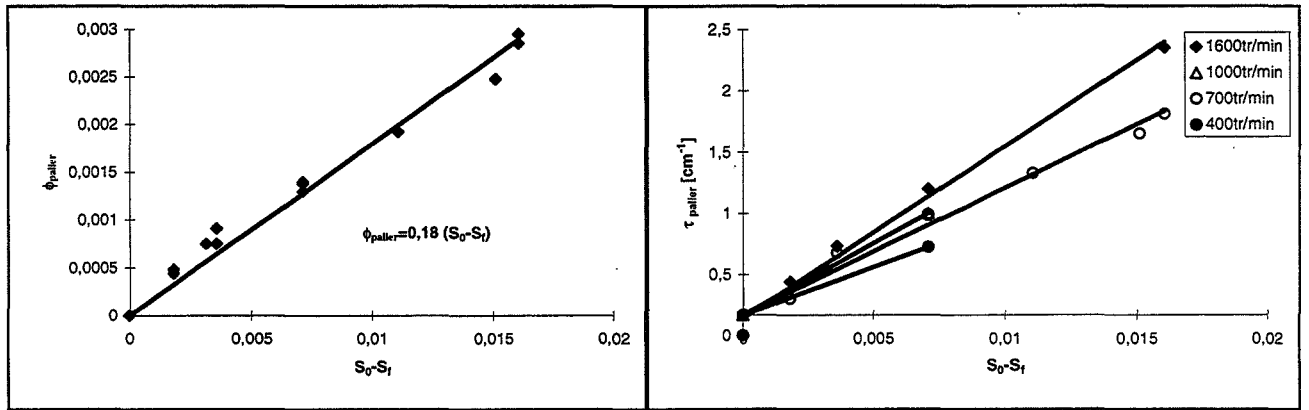 0,003
0,0025
0,002
0,0015
0,001
0,0005
0
ϕpalier
0
0,005
0,01
0,015
0,02
S₀-Sf
ϕpalier=0,18 (S₀-Sf)
2,5
2
1,5
1
0,5
0
τ palier [cm⁻¹]
0
0,005
0,01
0,015
0,02
S₀-Sf
1600tr/min
1000tr/min
700tr/min
400tr/min